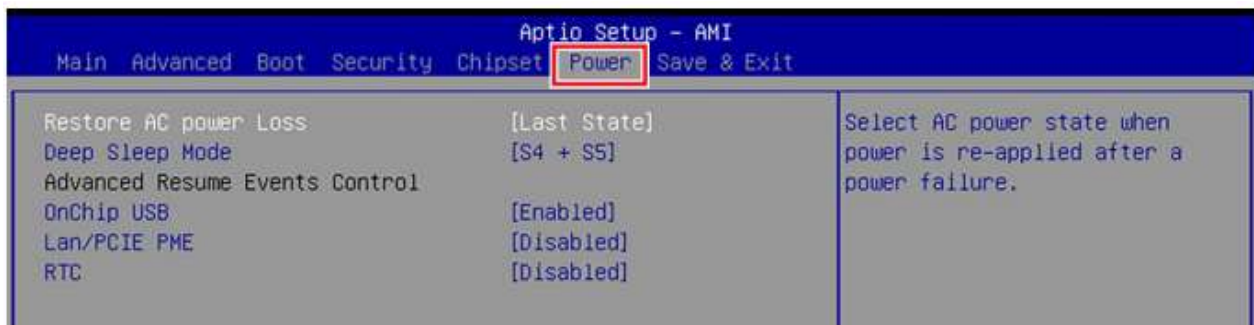 Aptio Setup - AMI
Main Advanced Boot Security Chipset Power Save & Exit
Restore AC power Loss [Last State]
Deep Sleep Mode [S4 + S5]
Advanced Resume Events Control
OnChip USB [Enabled]
Lan/PCIE PME [Disabled]
RTC [Disabled]
Select AC power state when
power is re-applied after a
power failure.